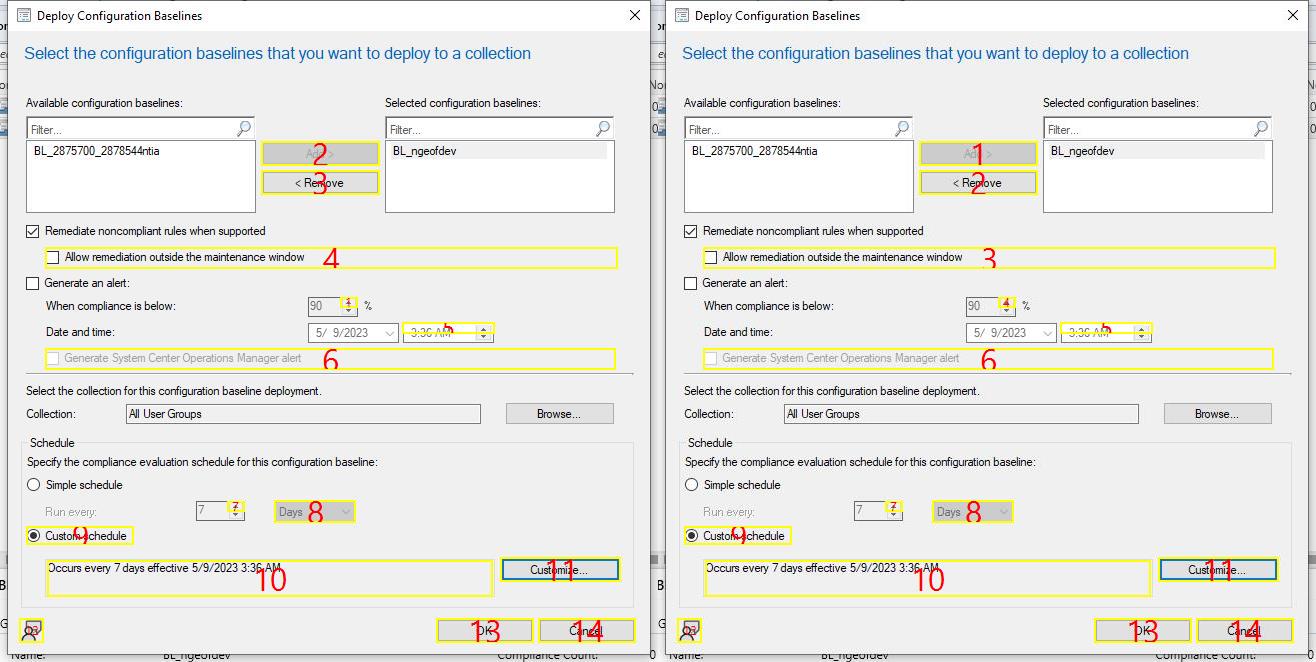 Deploy Configuration Baselines
Select the configuration baselines that you want to deploy to a collection
Available configuration baselines:
Selected configuration baselines:
Filter...
Filter...
BL_2875700_2878544ntia
2
BL_ngeofdev
< Remove
3
Remediate noncompliant rules when supported
Allow remediation outside the maintenance window
4
Generate an alert:
When compliance is below:
90
1
%
Date and time:
5/ 9/2023
3:36 AM
5
Generate System Center Operations Manager alert
6
Select the collection for this configuration baseline deployment.
Collection:
All User Groups
Browse...
Schedule
Specify the compliance evaluation schedule for this configuration baseline:
Simple schedule
Run every:
7
7
Days
8
Custom schedule
9
Occurs every 7 days effective 5/9/2023 3:36 AM
10
Customize...
11
OK
13
Cancel
14
Name:
BL_ngeofdev
Compliance Count:
0
Deploy Configuration Baselines
Select the configuration baselines that you want to deploy to a collection
Available configuration baselines:
Selected configuration baselines:
Filter...
Filter...
BL_2875700_2878544ntia
1
BL_ngeofdev
< Remove
2
Remediate noncompliant rules when supported
Allow remediation outside the maintenance window
3
Generate an alert:
When compliance is below:
90
4
%
Date and time:
5/ 9/2023
3:36 AM
5
Generate System Center Operations Manager alert
6
Select the collection for this configuration baseline deployment.
Collection:
All User Groups
Browse...
Schedule
Specify the compliance evaluation schedule for this configuration baseline:
Simple schedule
Run every:
7
7
Days
8
Custom schedule
9
Occurs every 7 days effective 5/9/2023 3:36 AM
10
Customize...
11
OK
13
Cancel
14
Name:
BL_ngeofdev
Compliance Count:
0